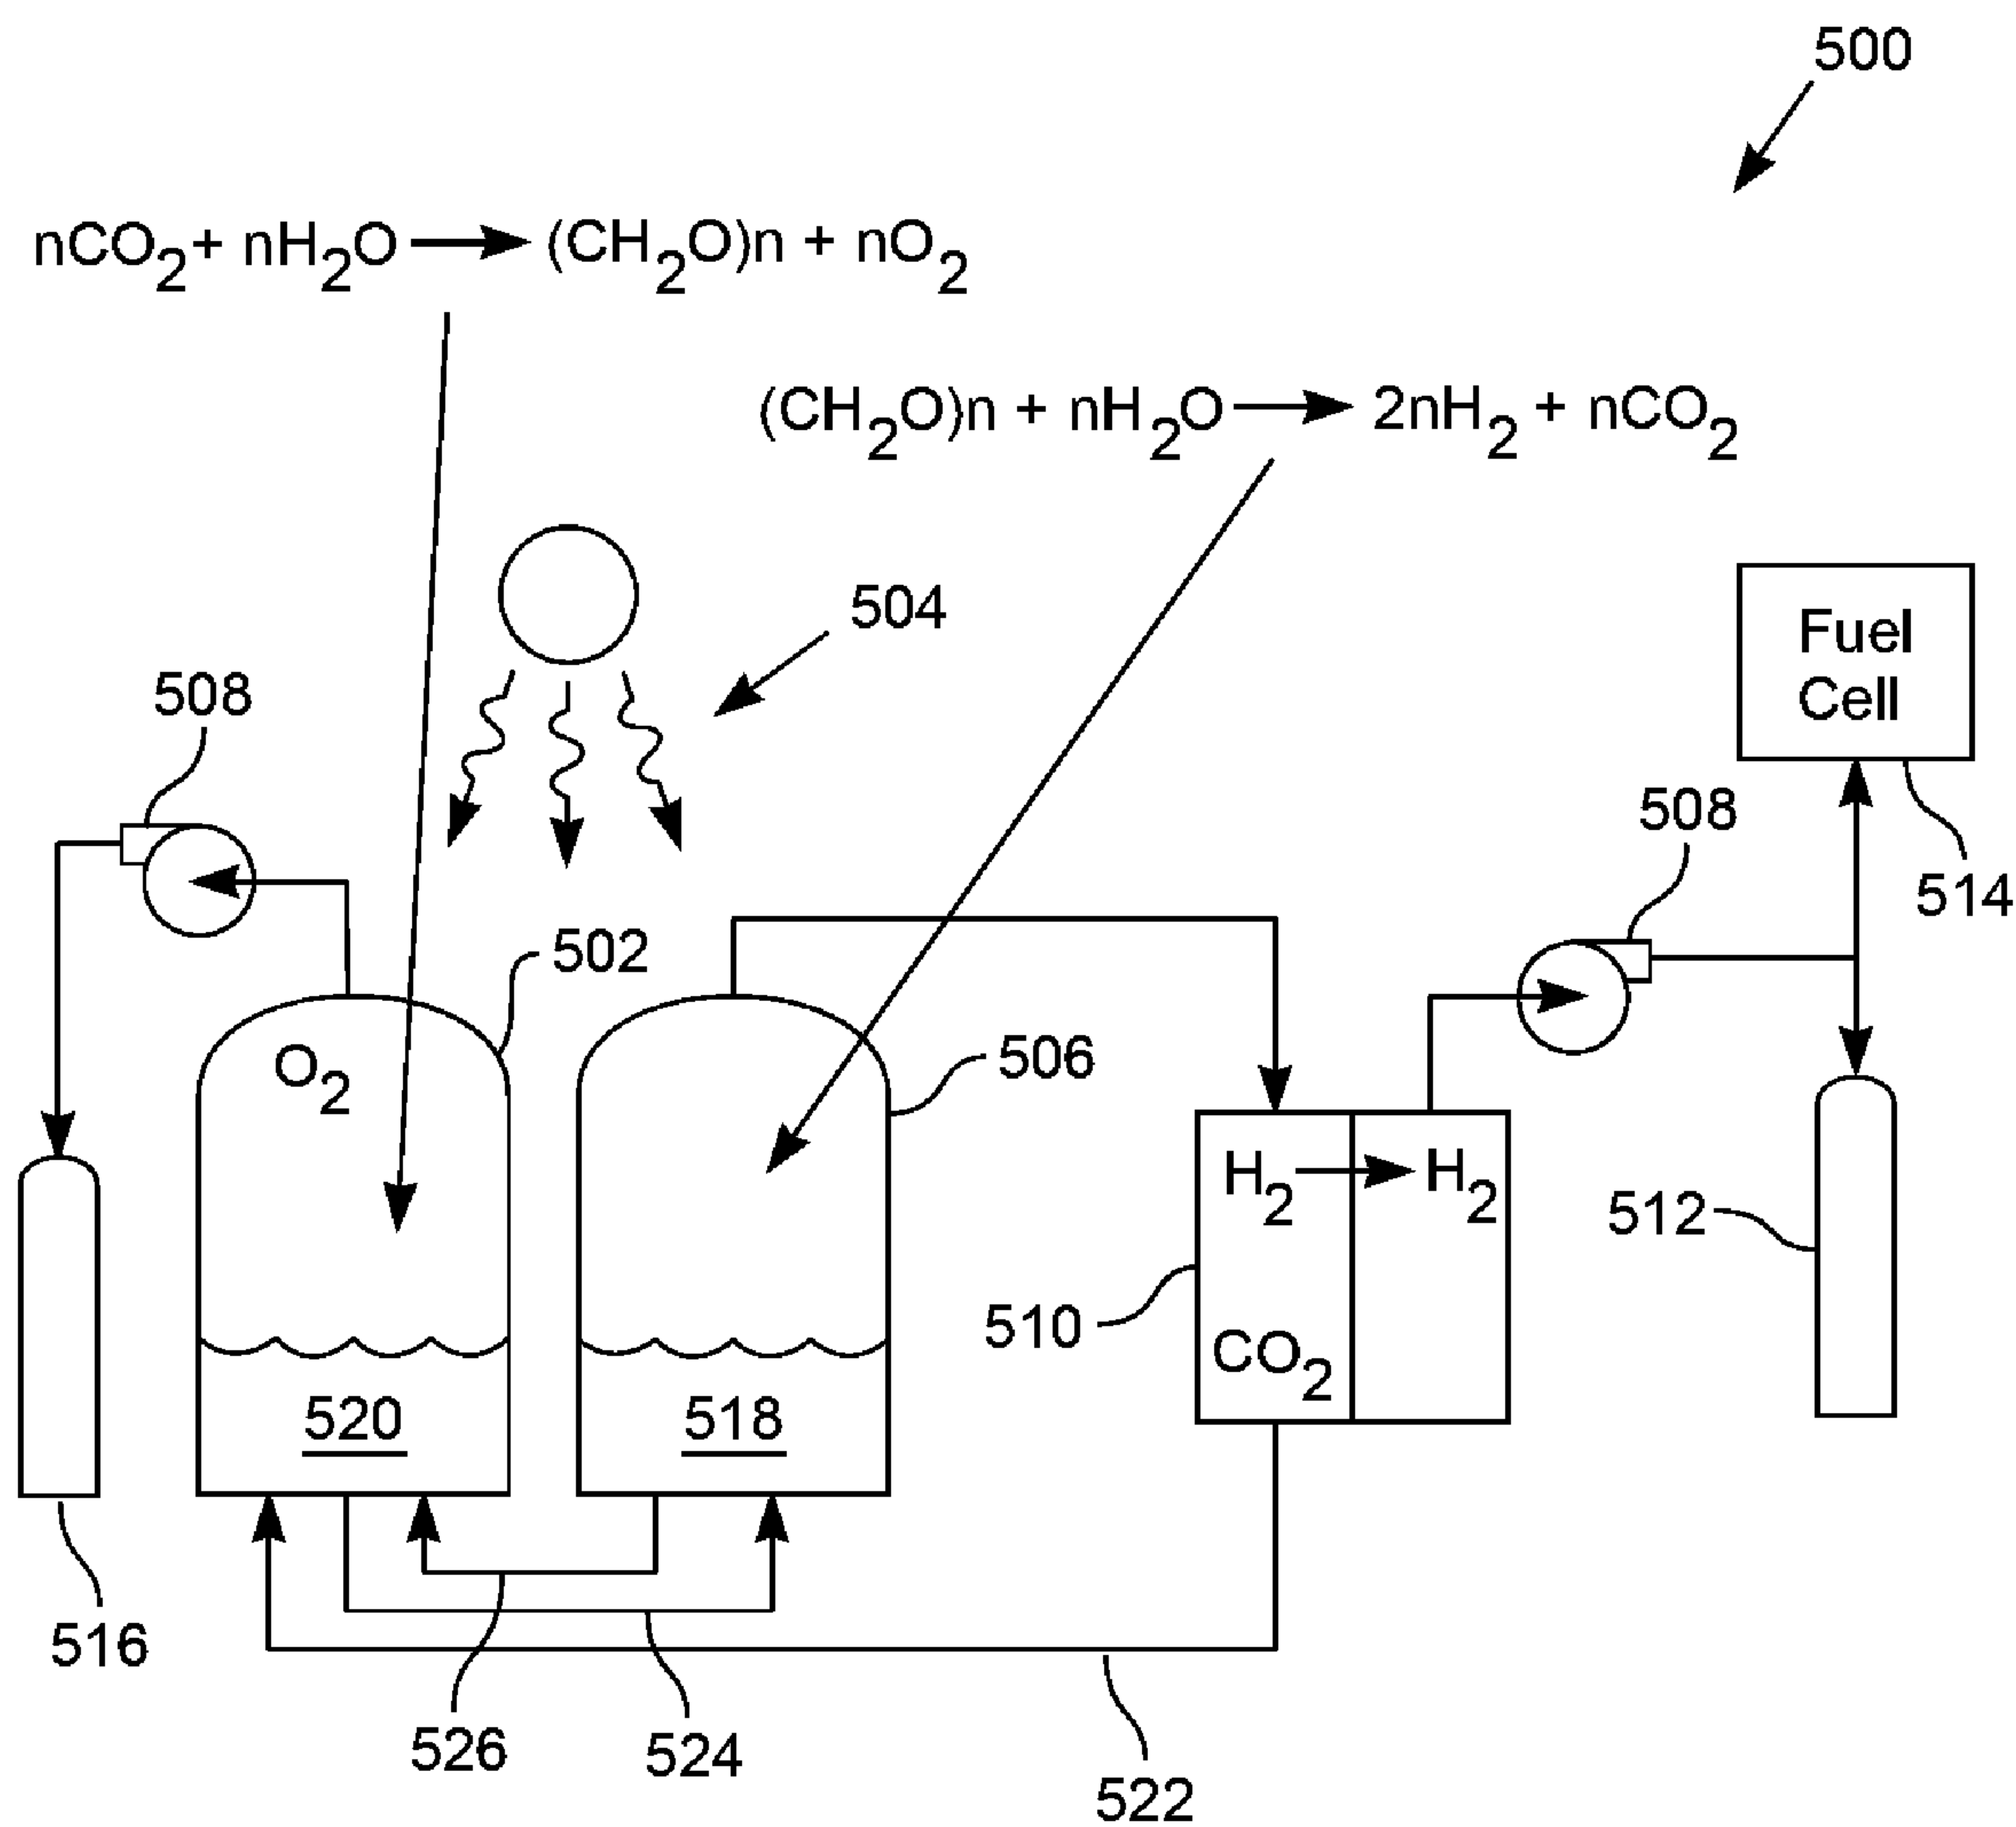 500
nCO₂ + nH₂O → (CH₂O)n + nO₂
(CH₂O)n + nH₂O → 2nH₂ + nCO₂
504
Fuel
Cell
508
508
514
502
O₂
506
H₂ → H₂
512
510
CO₂
520
518
516
526
524
522